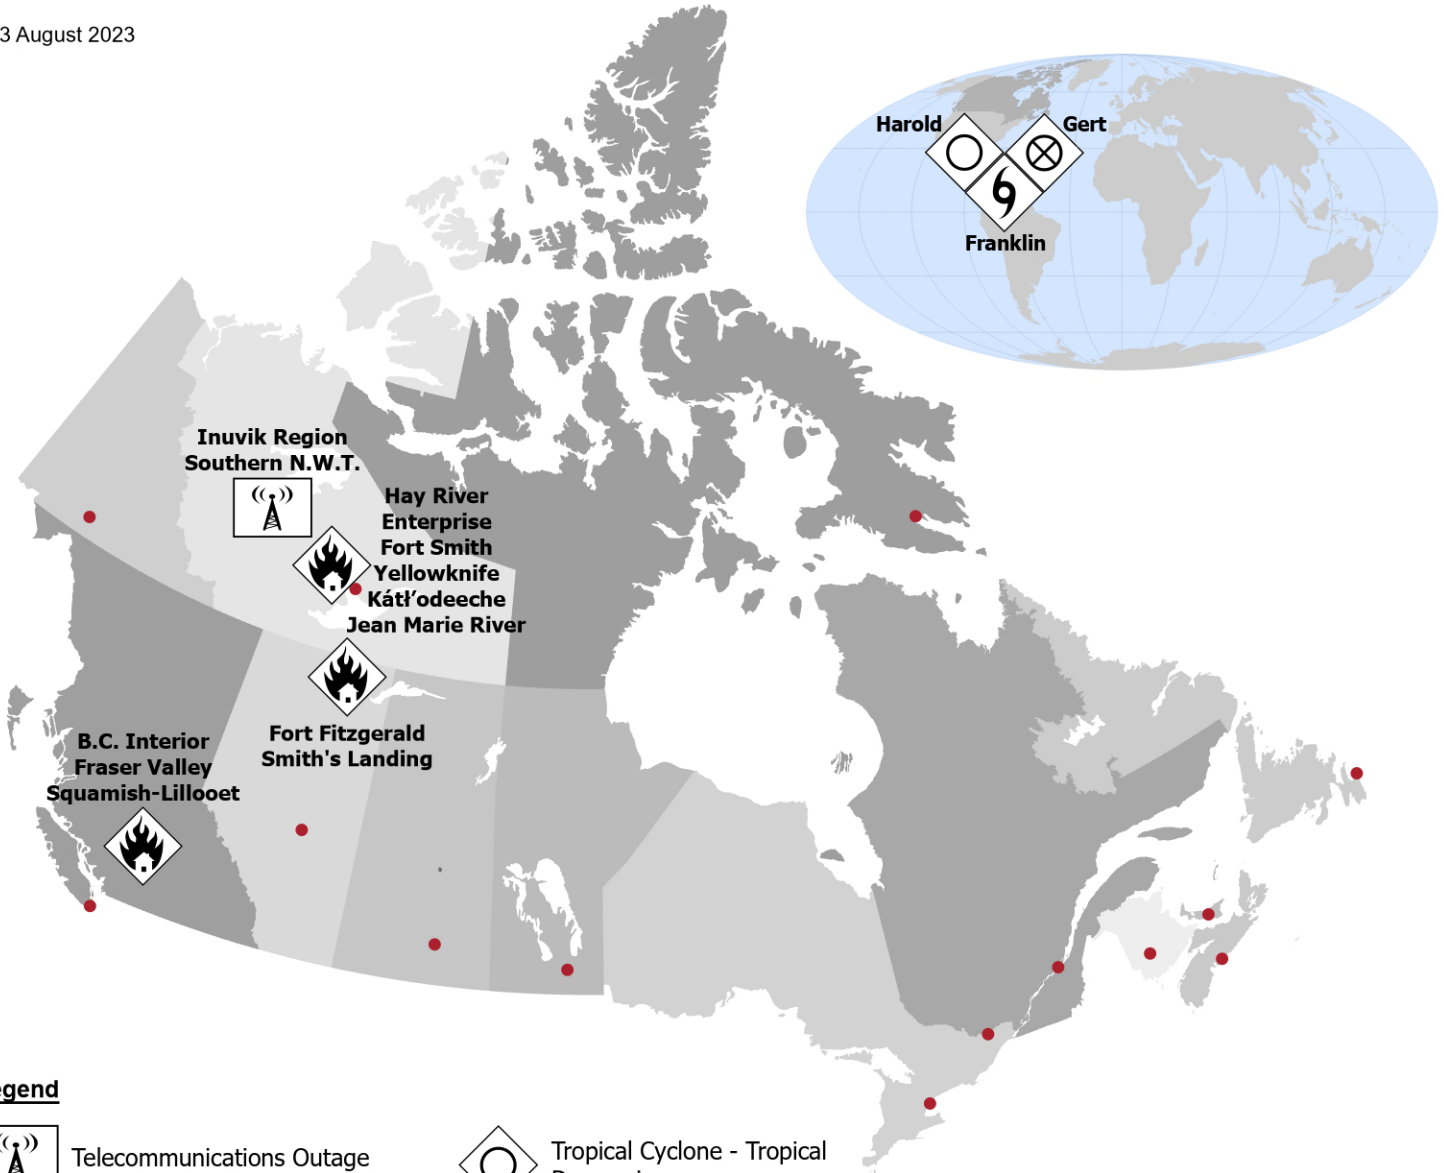 3 August 2023
Harold
Gert
Franklin
Inuvik Region
Southern N.W.T.
Hay River
Enterprise
Fort Smith
Yellowknife
Kátł’odeeche
Jean Marie River
Fort Fitzgerald
Smith's Landing
B.C. Interior
Fraser Valley
Squamish-Lillooet
egend
Telecommunications Outage
Tropical Cyclone - Tropical